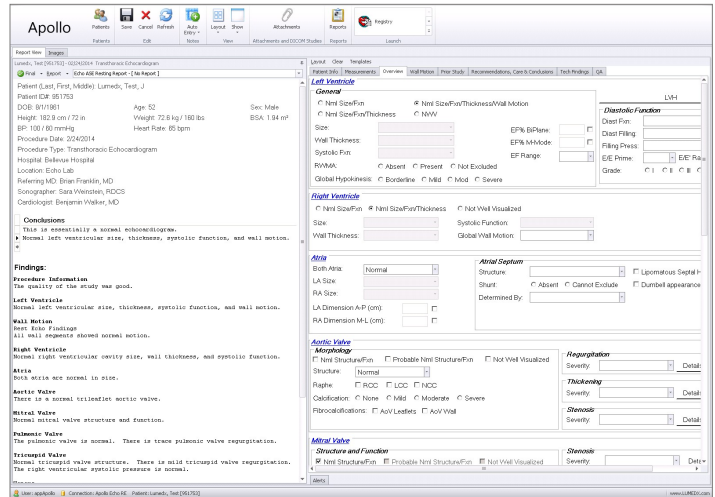 Apollo
Patients
Save
Cancel
Refresh
Auto
Entry
Layout
Show
Attachments
Reports
Registry
Patients
Edit
Notes
View
Attachments and DICOM Studies
Reports
Launch
Report View
Images
Lumedx, Test [951753] - 02/24/2014 Transthoracic Echocardiogram
Final
Report
Echo ASE Resting Report - [ No Report ]
Patient (Last, First, Middle): Lumedx, Test, J
Patient ID#: 951753
DOB: 8/1/1961 Age: 52 Sex: Male
Height: 182.9 cm / 72 in Weight: 72.6 kg / 160 lbs BSA: 1.94 m²
BP: 100 / 80 mmHg Heart Rate: 85 bpm
Procedure Date: 2/24/2014
Procedure Type: Transthoracic Echocardiogram
Hospital: Bellevue Hospital
Location: Echo Lab
Referring MD: Brian Franklin, MD
Sonographer: Sara Weinstein, RDCS
Cardiologist: Benjamin Walker, MD
Conclusions
This is essentially a normal echocardiogram.
Normal left ventricular size, thickness, systolic function, and wall motion.
Findings:
Procedure Information
The quality of the study was good.
Left Ventricle
Normal left ventricular size, thickness, systolic function, and wall motion.
Wall Motion
Rest Echo Findings
All wall segments showed normal motion.
Right Ventricle
Normal right ventricular cavity size, wall thickness, and systolic function.
Atria
Both atria are normal in size.
Aortic Valve
There is a normal trileaflet aortic valve.
Mitral Valve
Normal mitral valve structure and function.
Pulmonic Valve
The pulmonic valve is normal. There is trace pulmonic valve regurgitation.
Tricuspid Valve
Normal tricuspid valve structure. There is mild tricuspid valve regurgitation.
The right ventricular systolic pressure is normal.
Layout Clear Templates
Patient Info Measurements Overview Wall Motion Prior Study Recommendations, Care & Conclusions Tech Findings QA
Left Ventricle
General
Nml Size/Fxn Nml Size/Fxn/Thickness/Wall Motion
Nml Size/Fxn/Thickness NWV
Size: EF% BiPlane:
Wall Thickness: EF% M-Mode:
Systolic Fxn: EF Range:
RWMA: Absent Present Not Excluded
Global Hypokinesis: Borderline Mild Mod Severe
LVH
Diastolic Function
Diast Fxn:
Diast Filling:
Filling Press:
E/E Prime: E/E' Ra
Grade: I II III
Right Ventricle
Nml Size/Fxn Nml Size/Fxn/Thickness Not Well Visualized
Size: Systolic Function:
Wall Thickness: Global Wall Motion:
Atria
Both Atria: Normal
LA Size:
RA Size:
LA Dimension A-P (cm):
RA Dimension M-L (cm):
Atrial Septum
Structure: Lipomatous Septal H
Shunt: Absent Cannot Exclude Dumbell appearance
Determined By:
Aortic Valve
Morphology
Nml Structure/Fxn Probable Nml Structure/Fxn Not Well Visualized
Structure: Normal
Raphe: RCC LCC NCC
Calcification: None Mild Moderate Severe
Fibrocalcifications: AoV Leaflets AoV Wall
Regurgitation
Severity: Details
Thickening
Severity: Details
Stenosis
Severity: Details
Mitral Valve
Structure and Function
Nml Structure/Fxn Probable Nml Structure/Fxn Not Well Visualized
Stenosis
Severity: Deta
Alerts
User: appApollo Connection: Apollo Echo RE Patient: Lumedx, Test [951753]
www.LUMEDX.com